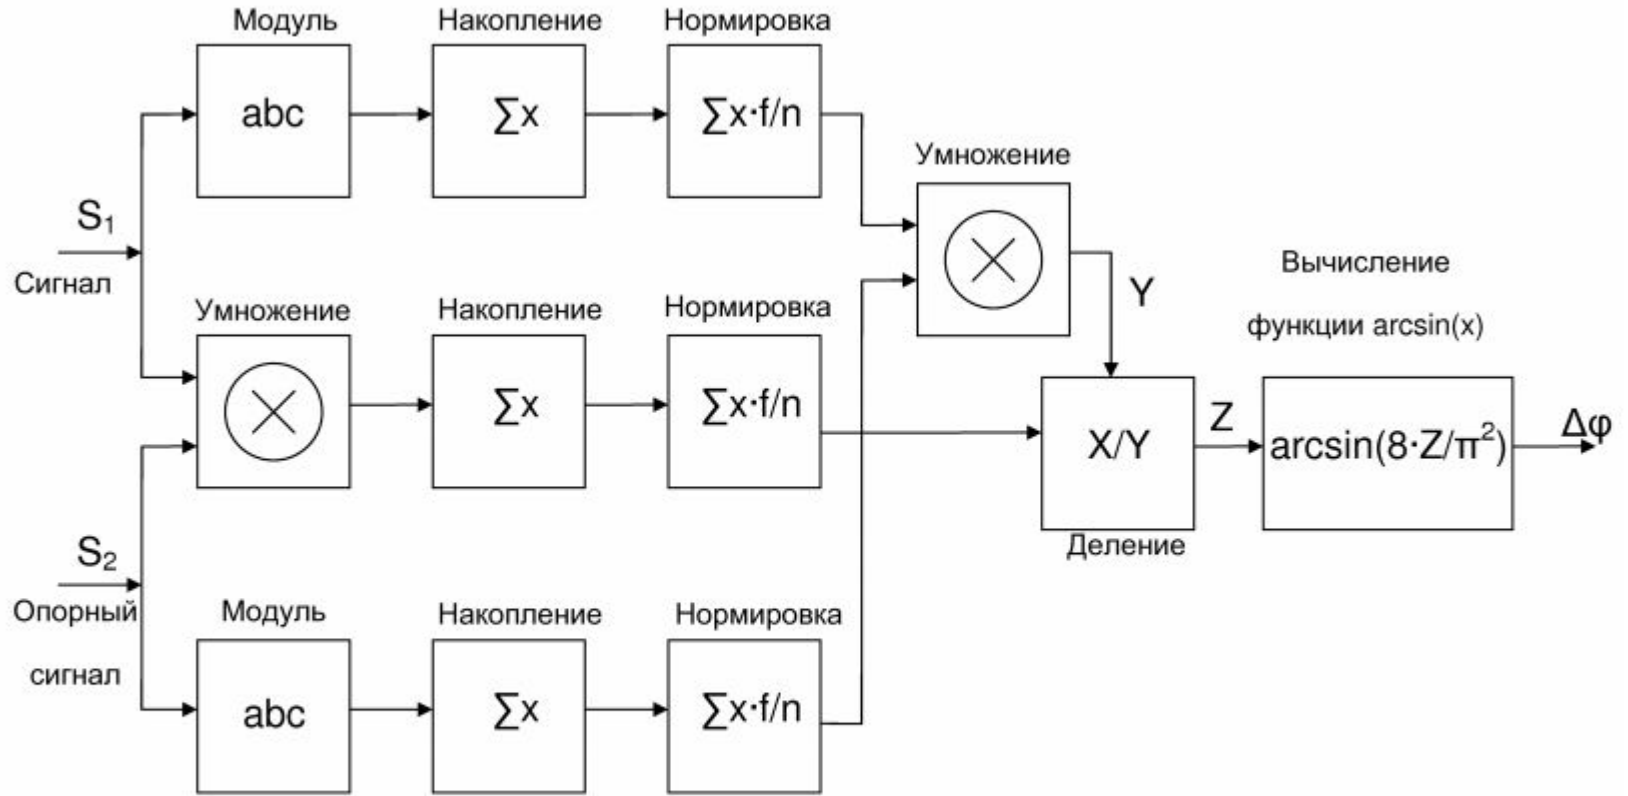 Модуль
Накопление
Нормировка
abc
∑x
∑x·f/n
Умножение
S₁
Сигнал
Y
Вычисление
функции arcsin(x)
Умножение
Накопление
Нормировка
∑x
∑x·f/n
X/Y
Z
arcsin(8·Z/π²)
Δφ
Деление
S₂
Опорный
сигнал
Модуль
Накопление
Нормировка
abc
∑x
∑x·f/n